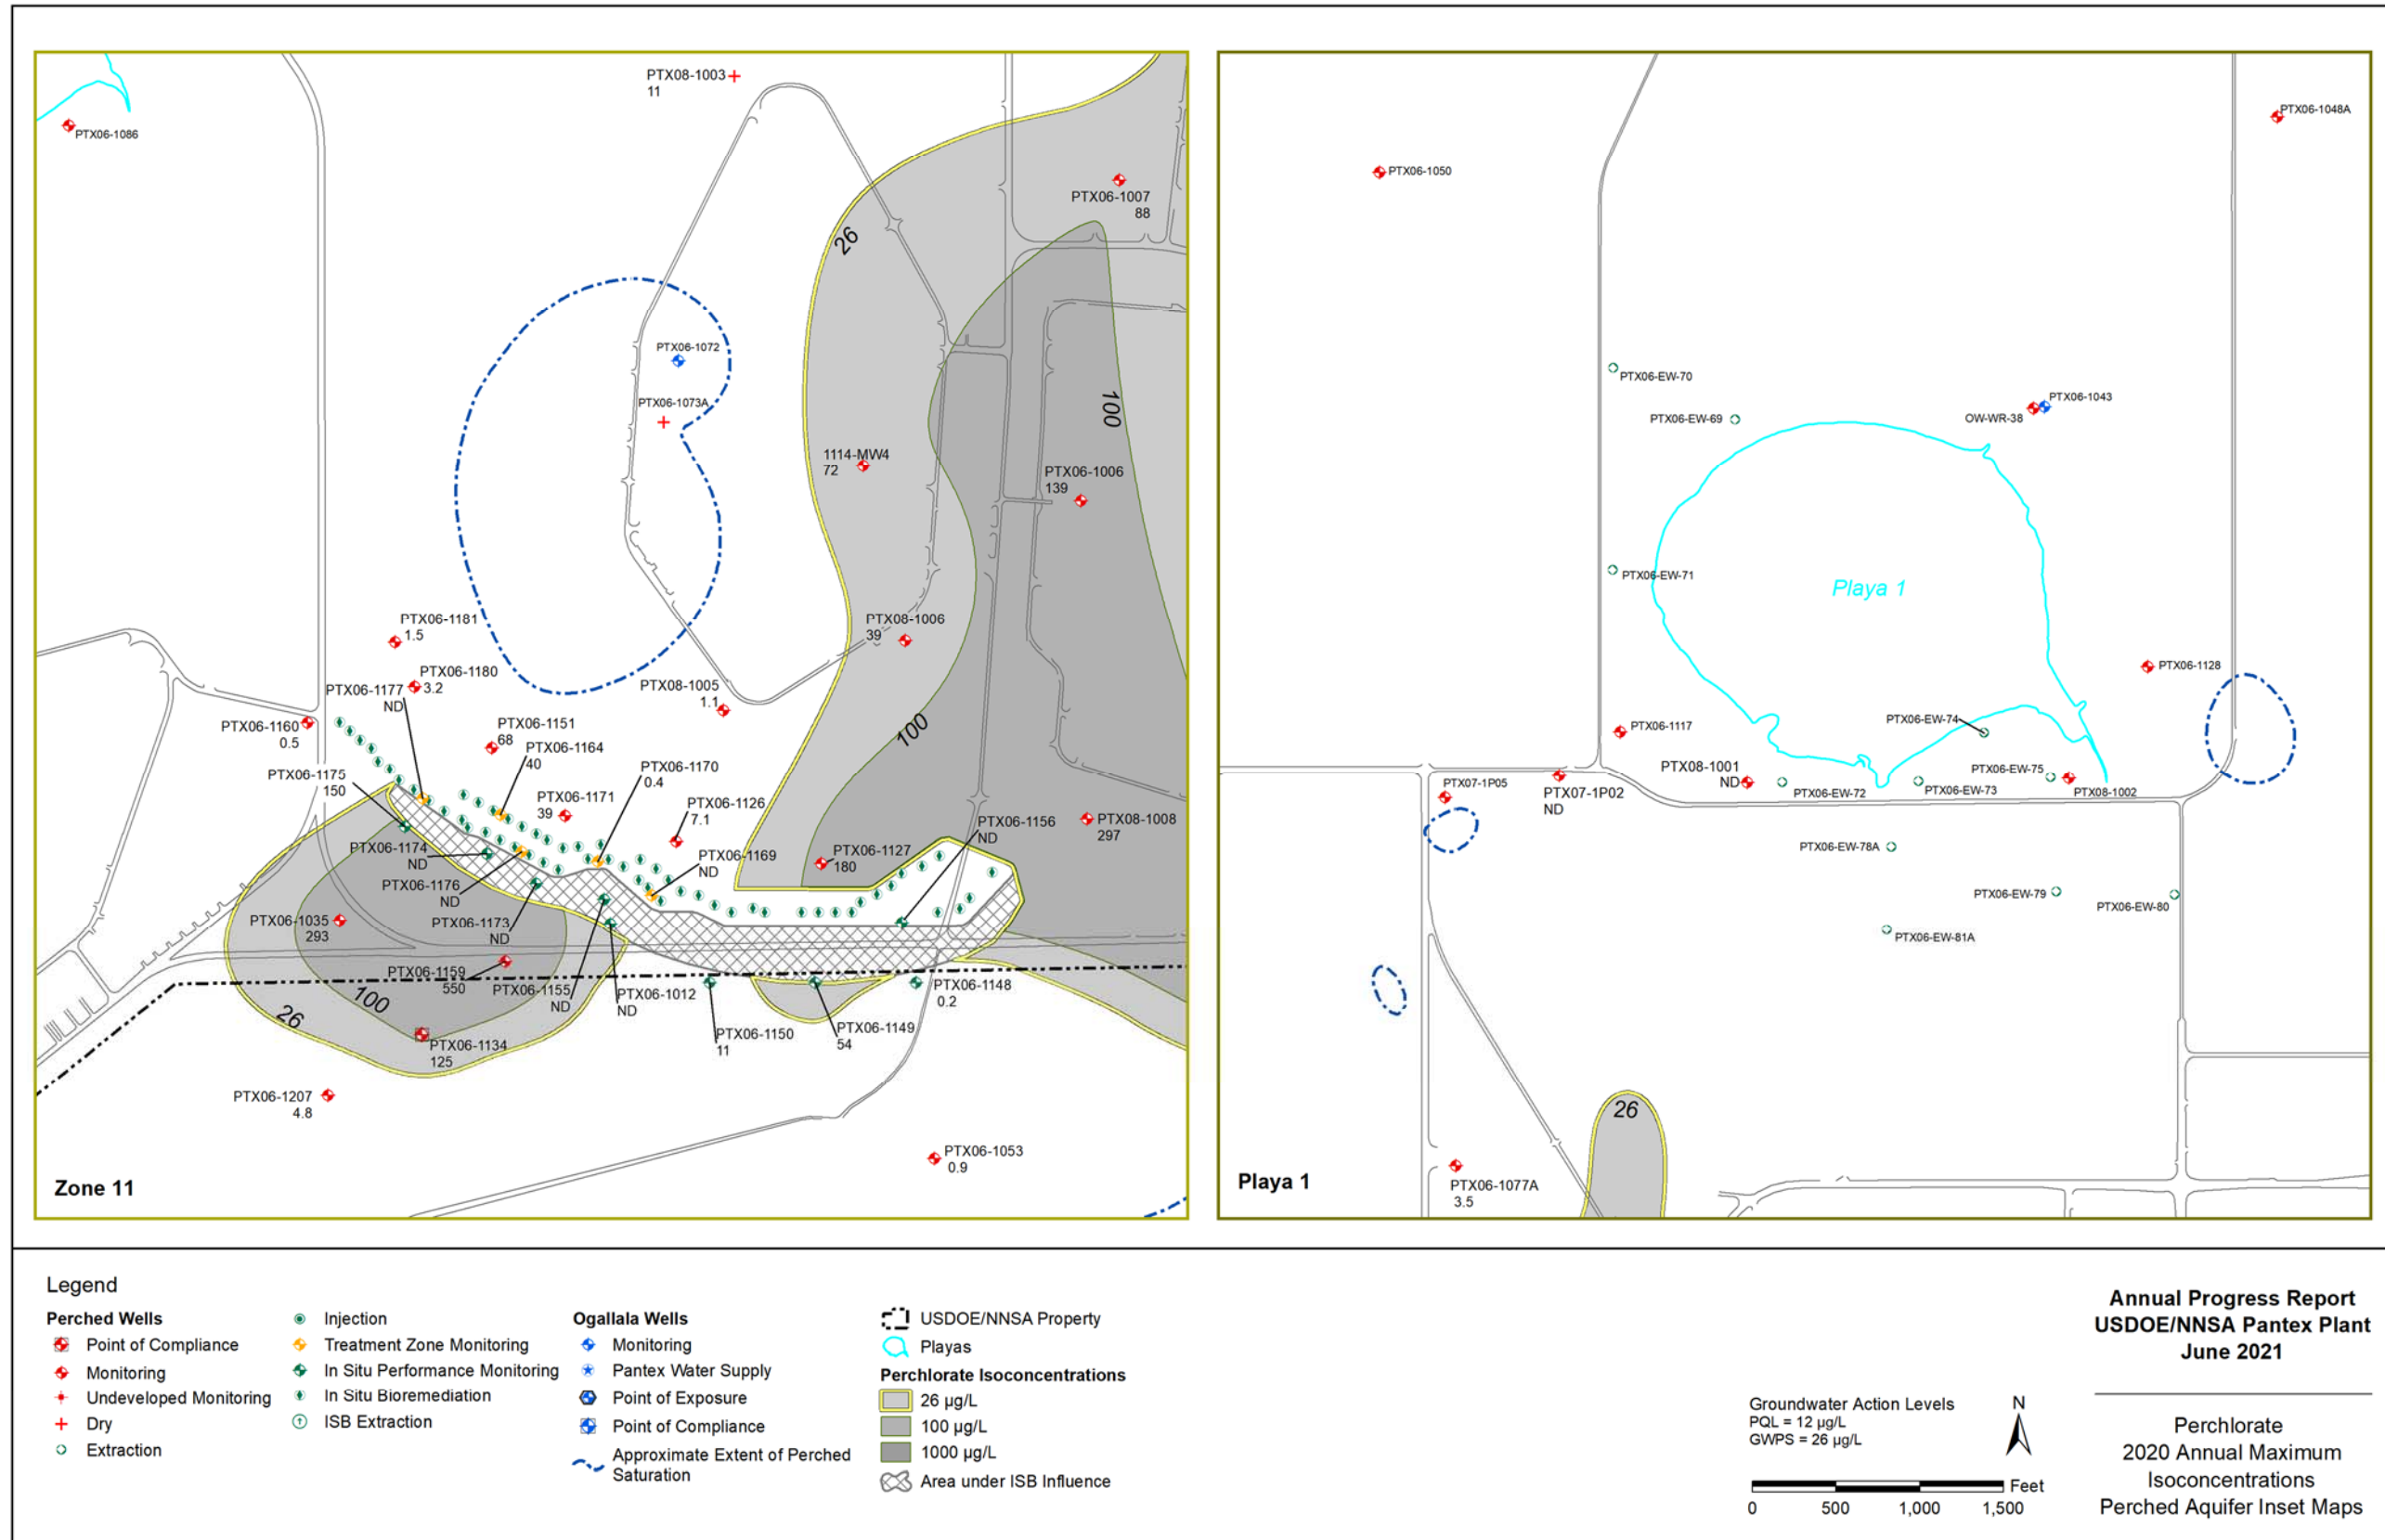 PTX08-1003
11
PTX06-1086
PTX06-1007
88
26
PTX06-1072
PTX06-1073A
100
1114-MW4
72
PTX06-1006
139
PTX06-1181
1.5
PTX08-1006
39
PTX06-1180
3.2
PTX06-1177
ND
PTX08-1005
1.1
PTX06-1160
0.5
PTX06-1151
68
100
PTX06-1164
40
PTX06-1170
0.4
PTX06-1175
150
PTX06-1171
39
PTX06-1126
7.1
PTX06-1156
ND
PTX08-1008
297
PTX06-1174
ND
PTX06-1127
180
PTX06-1169
ND
PTX06-1176
ND
PTX06-1035
293
PTX06-1173
ND
PTX06-1159
550
PTX06-1155
ND
PTX06-1012
ND
PTX06-1148
0.2
100
26
PTX06-1150
11
PTX06-1149
54
PTX06-1134
125
PTX06-1207
4.8
PTX06-1053
0.9
Zone 11
PTX06-1048A
PTX06-1050
PTX06-EW-70
PTX06-EW-69
PTX06-1043
OW-WR-38
PTX06-EW-71
Playa 1
PTX06-1128
PTX06-1117
PTX06-EW-74
PTX08-1001
ND
PTX06-EW-75
PTX07-1P05
PTX07-1P02
ND
PTX06-EW-72
PTX06-EW-73
PTX08-1002
PTX06-EW-78A
PTX06-EW-79
PTX06-EW-80
PTX06-EW-81A
26
PTX06-1077A
3.5
Playa 1
Legend
Perched Wells
Point of Compliance
Monitoring
Undeveloped Monitoring
Dry
Extraction
Injection
Treatment Zone Monitoring
In Situ Performance Monitoring
In Situ Bioremediation
ISB Extraction
Ogallala Wells
Monitoring
Pantex Water Supply
Point of Exposure
Point of Compliance
Approximate Extent of Perched
Saturation
USDOE/NNSA Property
Playas
Perchlorate Isoconcentrations
26 µg/L
100 µg/L
1000 µg/L
Area under ISB Influence
Groundwater Action Levels
PQL = 12 µg/L
GWPS = 26 µg/L
N
Feet
0 500 1,000 1,500
Annual Progress Report
USDOE/NNSA Pantex Plant
June 2021
Perchlorate
2020 Annual Maximum
Isoconcentrations
Perched Aquifer Inset Maps